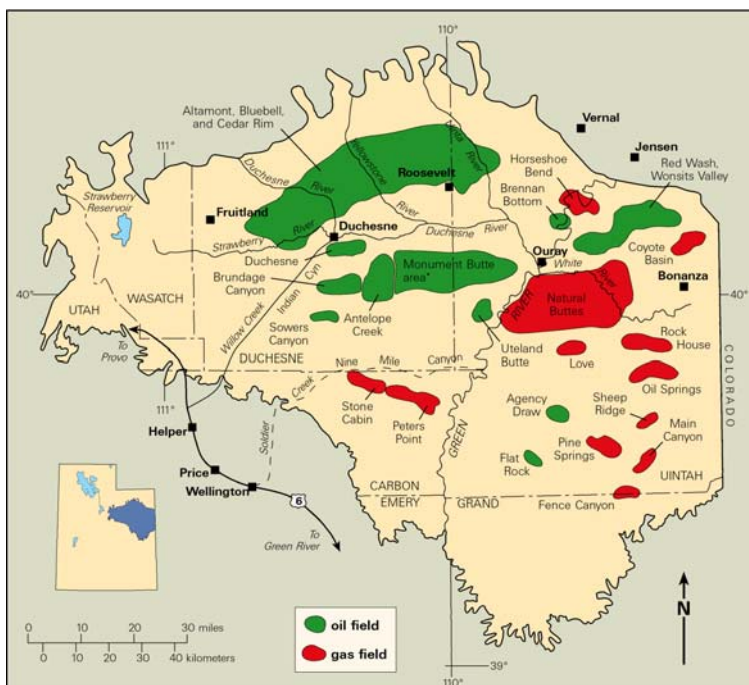 110°
Altamont, Bluebell,
and Cedar Rim
111°
Vernal
Jensen
Yellowstone
River
Uinta
River
Duchesne
River
Strawberry
Reservoir
Roosevelt
Horseshoe
Bend
Red Wash,
Wonsits Valley
Brennan
Bottom
Fruitland
Strawberry
River
Duchesne
Duchesne River
Ouray
White
River
Coyote
Basin
Duchesne
Monument Butte
area*
Bonanza
Brundage
Canyon
Indian Cyn
40°
40°
UTAH
WASATCH
Natural
Buttes
Antelope
Creek
Willow Creek
Sowers
Canyon
RIVER
To
Provo
DUCHESNE
Uteland
Butte
Love
Rock
House
COLORADO
Nine Mile Canyon
Oil Springs
111°
Creek
Stone
Cabin
Peters
Point
Agency
Draw
Sheep
Ridge
Main
Canyon
Helper
Soldier
GREEN
Flat
Rock
Pine
Springs
Price
UINTAH
Wellington
6
CARBON
EMERY
GRAND
Fence Canyon
To
Green River
N
0 10 20 30 miles
0 10 20 30 40 kilometers
oil field
gas field
39°
110°